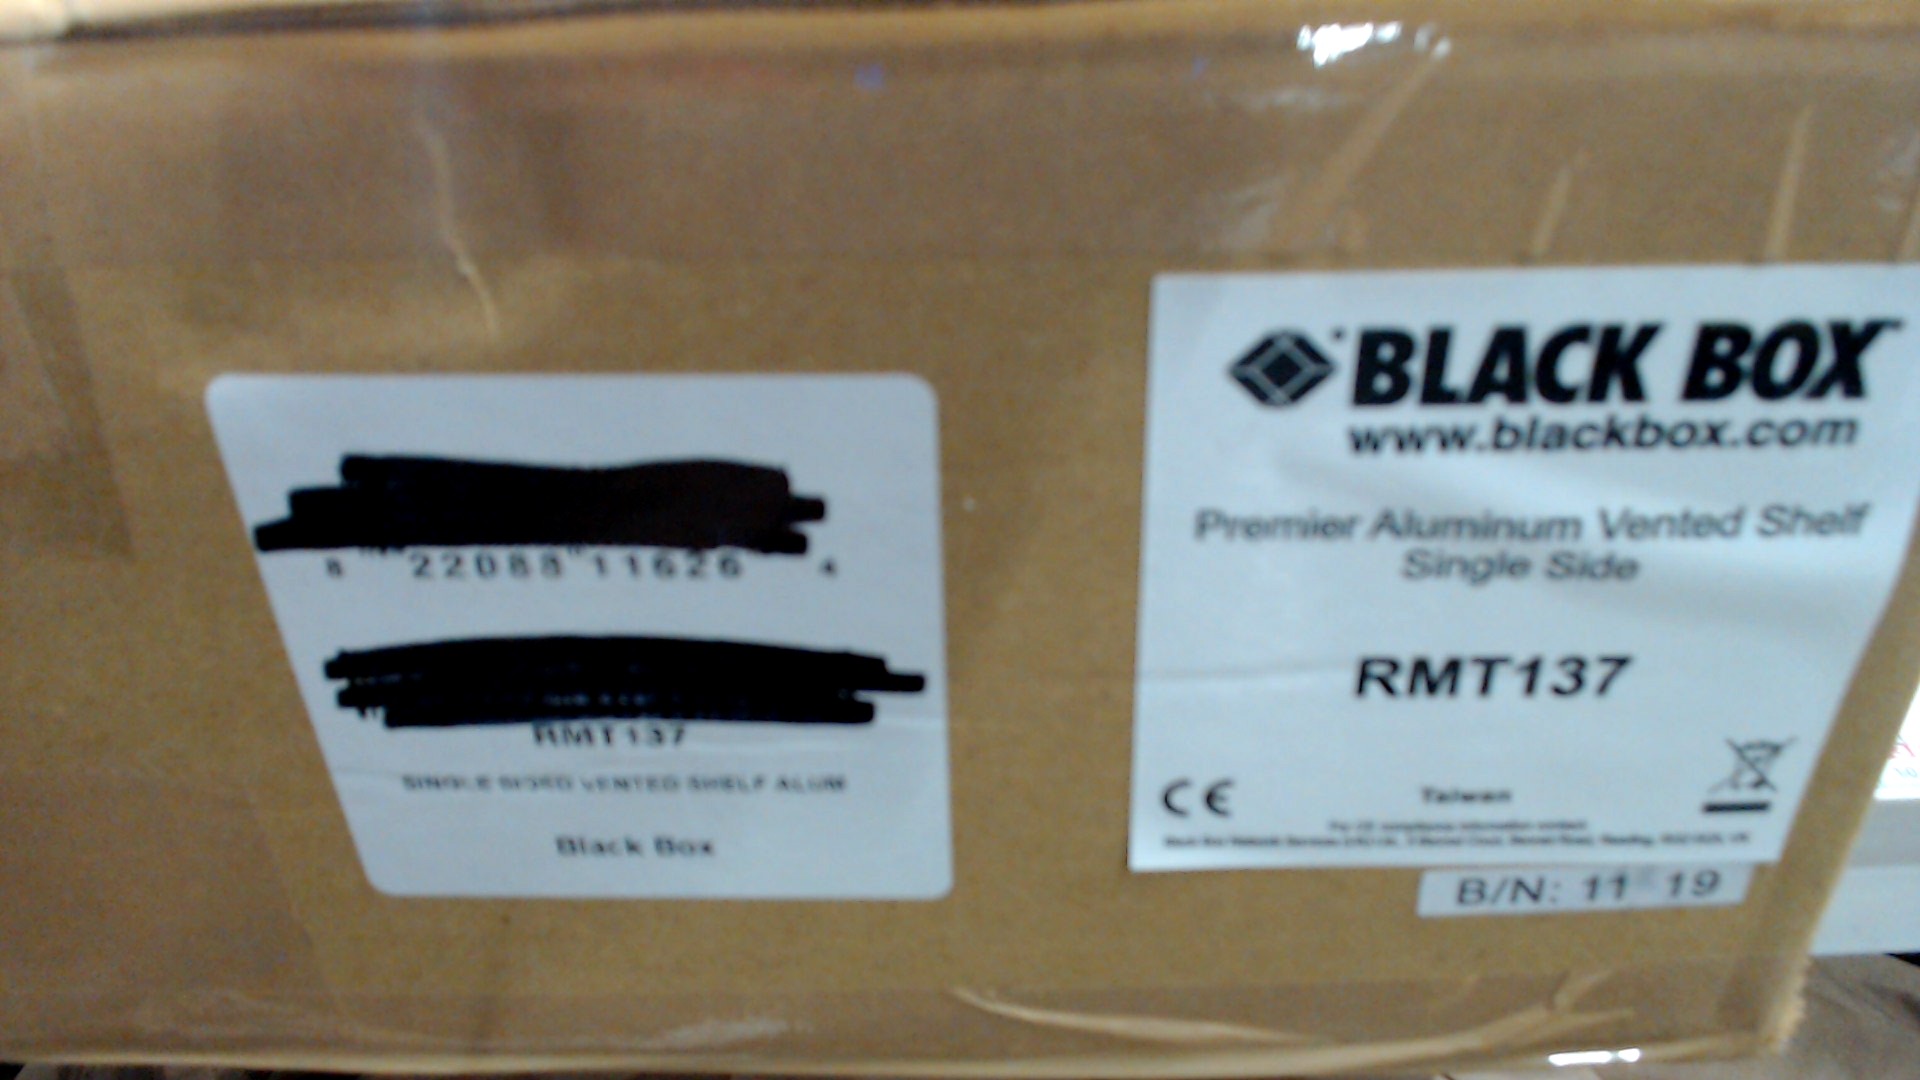 8 22088 11626 4
RMT137
SINGLE SIDED VENTED SHELF ALUM
Black Box
BLACK BOX
www.blackbox.com
Premier Aluminum Vented Shelf
Single Side
RMT137
CE
Taiwan
B/N: 11 19